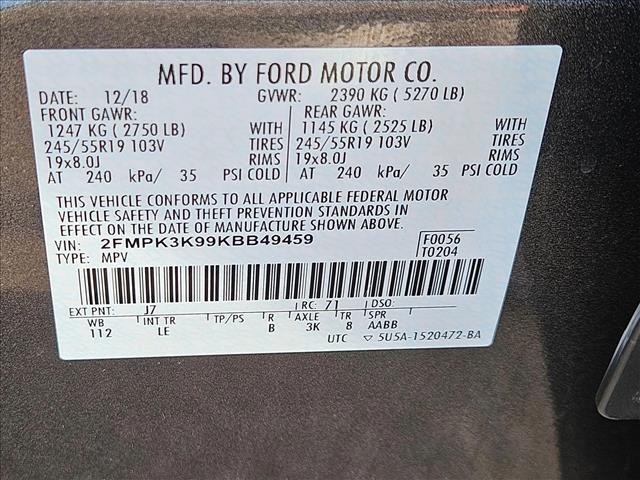 MFD. BY FORD MOTOR CO.
DATE: 12/18 GVWR: 2390 KG ( 5270 LB)
FRONT GAWR: REAR GAWR:
1247 KG ( 2750 LB) WITH 1145 KG ( 2525 LB) WITH
245/55R19 103V TIRES 245/55R19 103V TIRES
19x8.0J RIMS 19x8.0J RIMS
AT 240 kPa/ 35 PSI COLD AT 240 kPa/ 35 PSI COLD
THIS VEHICLE CONFORMS TO ALL APPLICABLE FEDERAL MOTOR
VEHICLE SAFETY AND THEFT PREVENTION STANDARDS IN
EFFECT ON THE DATE OF MANUFACTURE SHOWN ABOVE.
VIN: 2FMPK3K99KBB49459 F0056
TYPE: MPV T0204
EXT PNT: J7 RC: 71 DSO:
WB INT TR TP/PS R AXLE TR SPR
112 LE B 3K 8 AABB
UTC ▽ 5U5A-1520472-BA